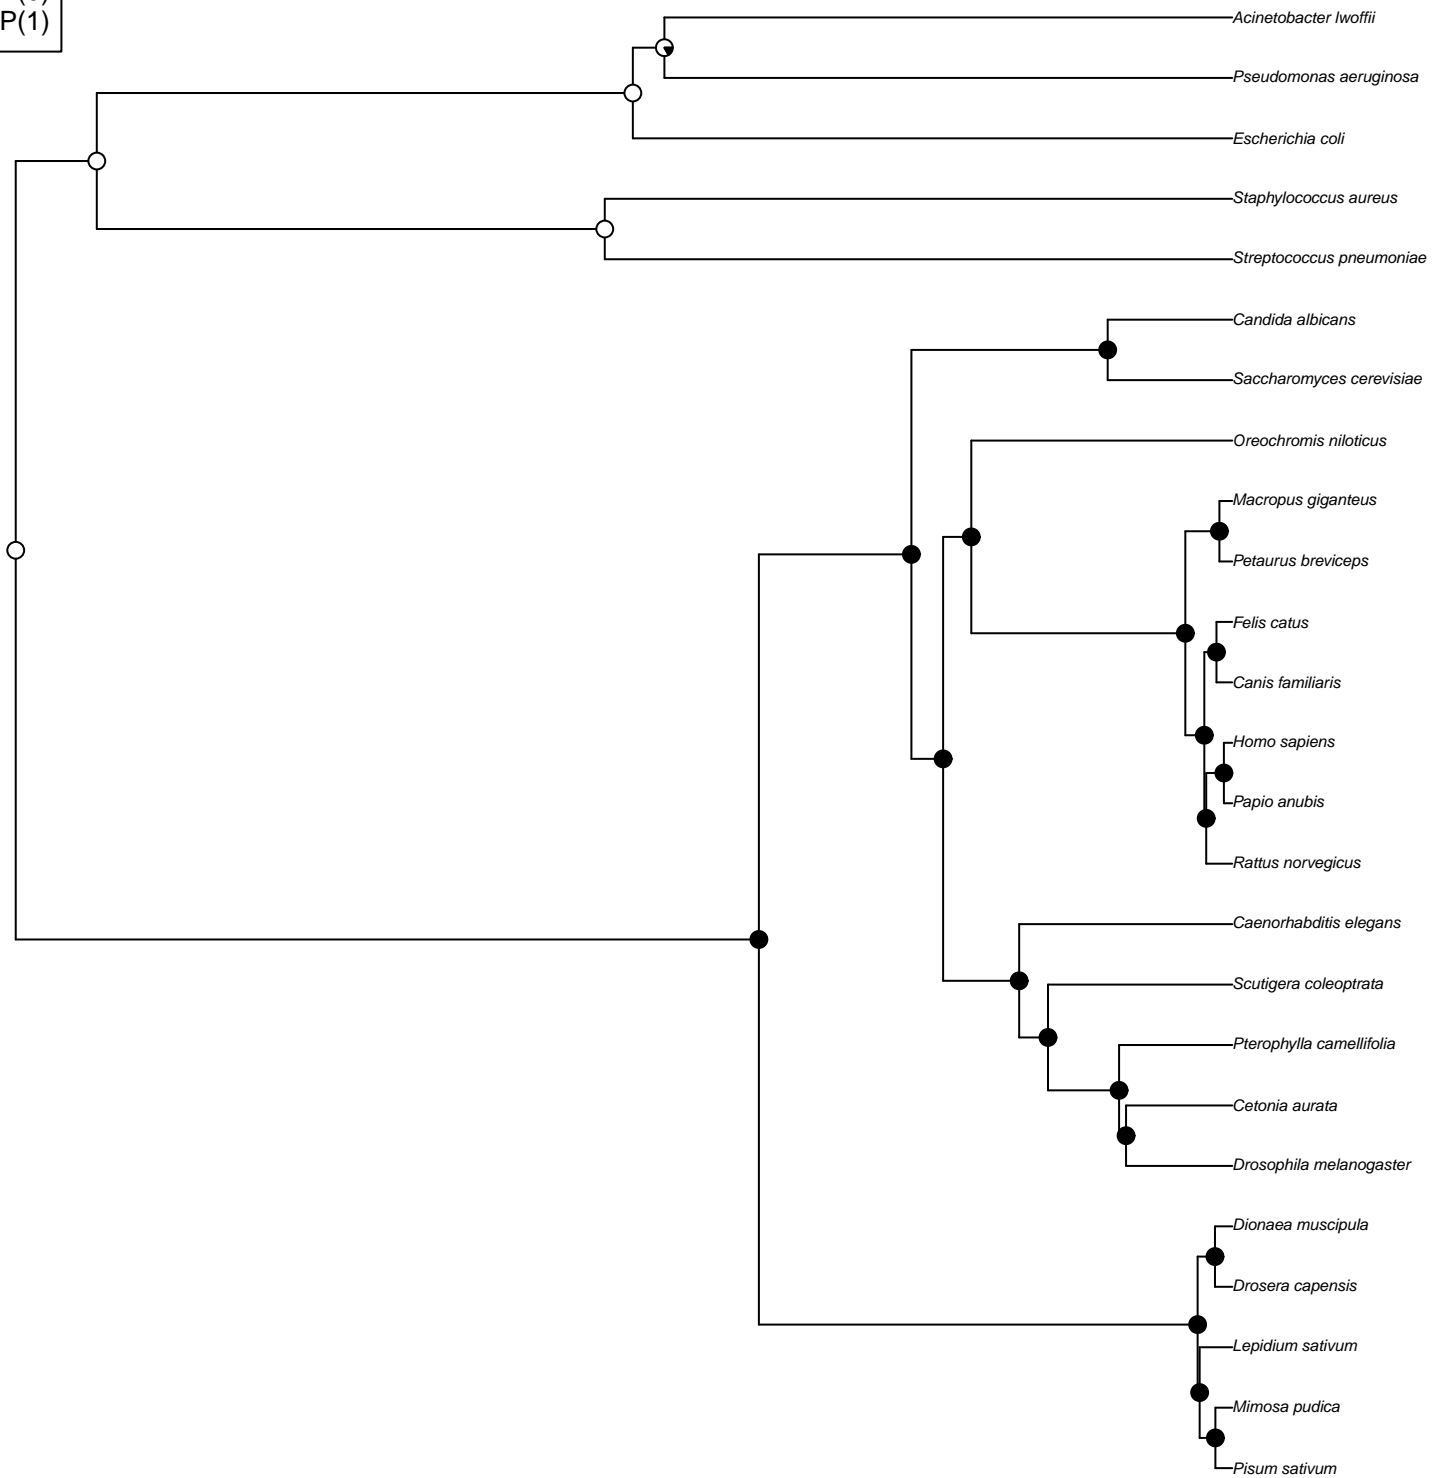 P(1)
Acinetobacter lwoffii
Pseudomonas aeruginosa
Escherichia coli
Staphylococcus aureus
Streptococcus pneumoniae
Candida albicans
Saccharomyces cerevisiae
Oreochromis niloticus
Macropus giganteus
Petaurus breviceps
Felis catus
Canis familiaris
Homo sapiens
Papio anubis
Rattus norvegicus
Caenorhabditis elegans
Scutigera coleoptrata
Pterophylla camellifolia
Cetonia aurata
Drosophila melanogaster
Dionaea muscipula
Drosera capensis
Lepidium sativum
Mimosa pudica
Pisum sativum